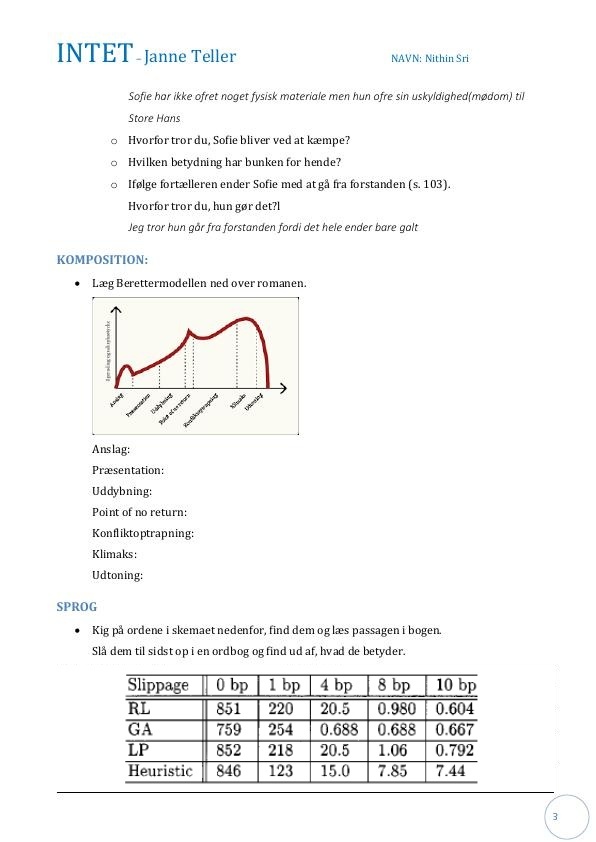 INTET - Janne Teller NAVN: Nithin Sri
Sofie har ikke ofret noget fysisk materiale men hun ofre sin uskyldighed(mødom) til
Store Hans
o Hvorfor tror du, Sofie bliver ved at kæmpe?
o Hvilken betydning har bunken for hende?
o Ifølge fortælleren ender Sofie med at gå fra forstanden (s. 103).
Hvorfor tror du, hun gør det?l
Jeg tror hun går fra forstanden fordi det hele ender bare galt
KOMPOSITION:
• Læg Berettermodellen ned over romanen.
Anslag
Præsentation
Uddybning
Point of no return
Konfliktoptrapning
Klimaks
Udtoning
Anslag:
Præsentation:
Uddybning:
Point of no return:
Konfliktoptrapning:
Klimaks:
Udtoning:
SPROG
• Kig på ordene i skemaet nedenfor, find dem og læs passagen i bogen.
Slå dem til sidst op i en ordbog og find ud af, hvad de betyder.
Slippage 0 bp 1 bp 4 bp 8 bp 10 bp
RL 851 220 20.5 0.980 0.604
GA 759 254 0.688 0.688 0.667
LP 852 218 20.5 1.06 0.792
Heuristic 846 123 15.0 7.85 7.44
3